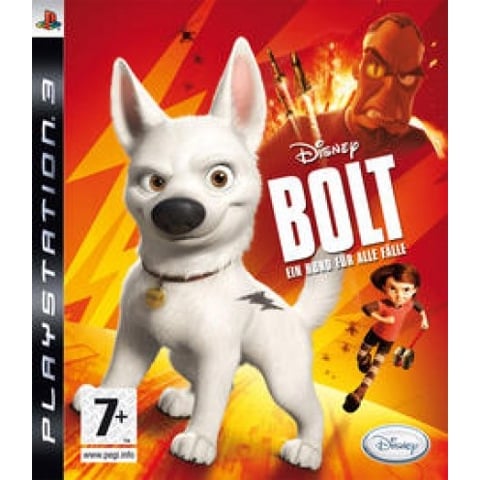 PLAYSTATION.3
Disney
BOLT
EIN HUND FÜR ALLE FÄLLE
7+
www.pegi.info
Disney